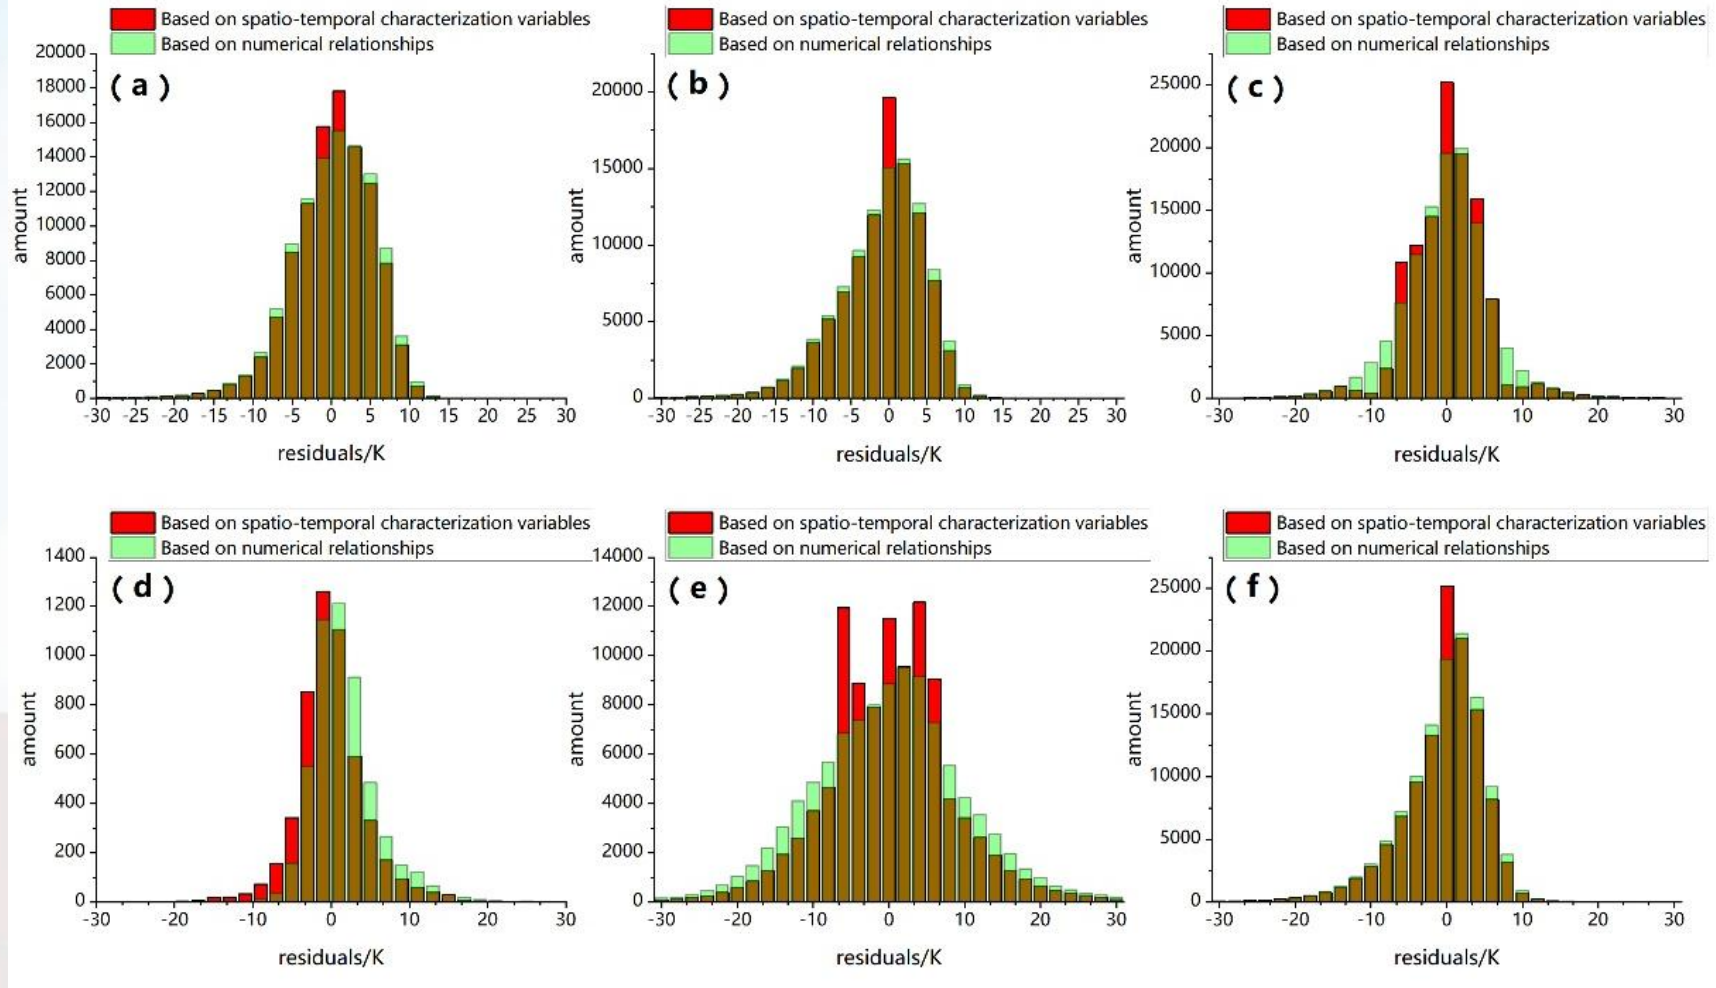 Based on spatio-temporal characterization variables
Based on numerical relationships
(a)
20000
18000
16000
14000
12000
10000
8000
6000
4000
2000
0
amount
-30 -25 -20 -15 -10 -5 0 5 10 15 20 25 30
residuals/K
Based on spatio-temporal characterization variables
Based on numerical relationships
(b)
20000
15000
10000
5000
0
amount
-30 -25 -20 -15 -10 -5 0 5 10 15 20 25 30
residuals/K
Based on spatio-temporal characterization variables
Based on numerical relationships
(c)
25000
20000
15000
10000
5000
0
amount
-30 -20 -10 0 10 20 30
residuals/K
Based on spatio-temporal characterization variables
Based on numerical relationships
(d)
1400
1200
1000
800
600
400
200
0
amount
-30 -20 -10 0 10 20 30
residuals/K
Based on spatio-temporal characterization variables
Based on numerical relationships
(e)
14000
12000
10000
8000
6000
4000
2000
0
amount
-30 -20 -10 0 10 20 30
residuals/K
Based on spatio-temporal characterization variables
Based on numerical relationships
(f)
25000
20000
15000
10000
5000
0
amount
-30 -20 -10 0 10 20 30
residuals/K